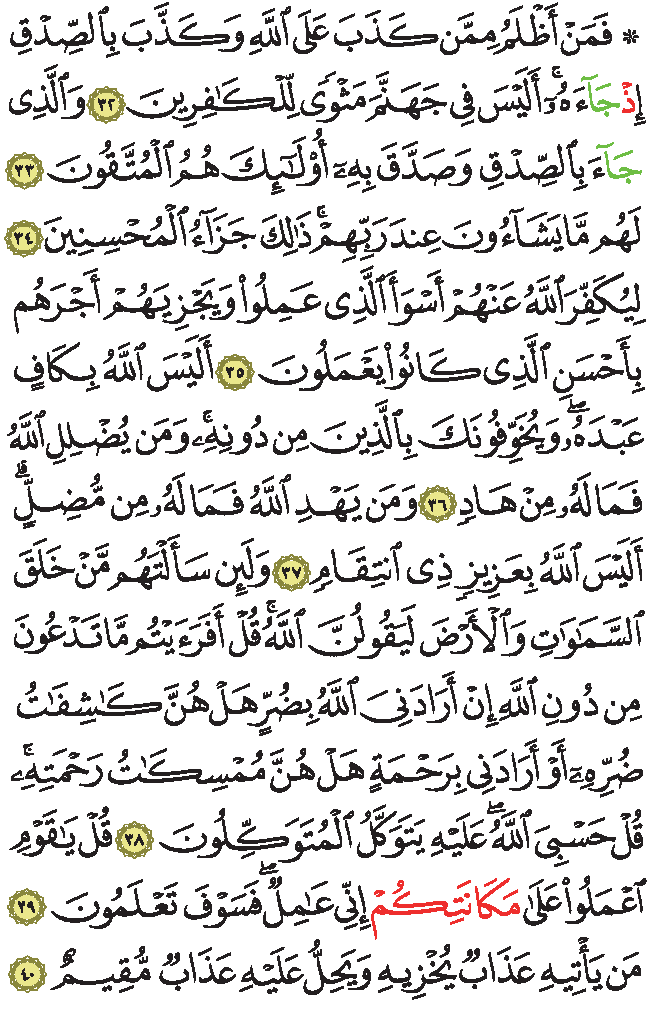 ۞ فَمَنْ أَظْلَمُ مِمَّن كَذَبَ عَلَى ٱللَّهِ وَكَذَّبَ بِٱلصِّدْقِ
إِذْ جَآءَهُۥٓ ۚ أَلَيْسَ فِى جَهَنَّمَ مَثْوًى لِّلْكَـٰفِرِينَ ٣٢ وَٱلَّذِى
جَآءَ بِٱلصِّدْقِ وَصَدَّقَ بِهِۦٓ أُو۟لَـٰٓئِكَ هُمُ ٱلْمُتَّقُونَ ٣٣
لَهُم مَّا يَشَآءُونَ عِندَ رَبِّهِمْ ۚ ذَٰلِكَ جَزَآءُ ٱلْمُحْسِنِينَ ٣٤
لِيُكَفِّرَ ٱللَّهُ عَنْهُمْ أَسْوَأَ ٱلَّذِى عَمِلُوا۟ وَيَجْزِيَهُمْ أَجْرَهُم
بِأَحْسَنِ ٱلَّذِى كَانُوا۟ يَعْمَلُونَ ٣٥ أَلَيْسَ ٱللَّهُ بِكَافٍ
عَبْدَهُۥ ۖ وَيُخَوِّفُونَكَ بِٱلَّذِينَ مِن دُونِهِۦ ۚ وَمَن يُضْلِلِ ٱللَّهُ
فَمَا لَهُۥ مِنْ هَادٍ ٣٦ وَمَن يَهْدِ ٱللَّهُ فَمَا لَهُۥ مِن مُّضِلٍّ ۗ
أَلَيْسَ ٱللَّهُ بِعَزِيزٍ ذِى ٱنتِقَامٍ ٣٧ وَلَئِن سَأَلْتَهُم مَّنْ خَلَقَ
ٱلسَّمَـٰوَٰتِ وَٱلْأَرْضَ لَيَقُولُنَّ ٱللَّهُ ۚ قُلْ أَفَرَءَيْتُم مَّا تَدْعُونَ
مِن دُونِ ٱللَّهِ إِنْ أَرَادَنِىَ ٱللَّهُ بِضُرٍّ هَلْ هُنَّ كَـٰشِفَـٰتُ
ضُرِّهِۦٓ أَوْ أَرَادَنِى بِرَحْمَةٍ هَلْ هُنَّ مُمْسِكَـٰتُ رَحْمَتِهِۦ ۚ
قُلْ حَسْبِىَ ٱللَّهُ ۖ عَلَيْهِ يَتَوَكَّلُ ٱلْمُتَوَكِّلُونَ ٣٨ قُلْ يَـٰقَوْمِ
ٱعْمَلُوا۟ عَلَىٰ مَكَانَتِكُمْ إِنِّى عَـٰمِلٌ ۖ فَسَوْفَ تَعْلَمُونَ ٣٩
مَن يَأْتِيهِ عَذَابٌ يُخْزِيهِ وَيَحِلُّ عَلَيْهِ عَذَابٌ مُّقِيمٌ ٤٠